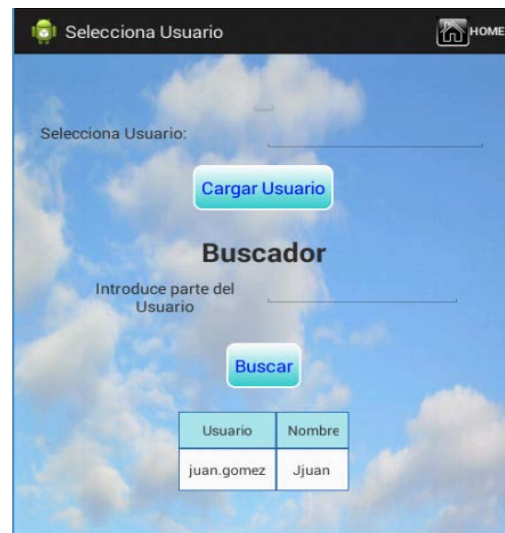 Selecciona Usuario
HOME
Selecciona Usuario:
Cargar Usuario
Buscador
Introduce parte del
Usuario
Buscar
Usuario Nombre
juan.gomez Jjuan